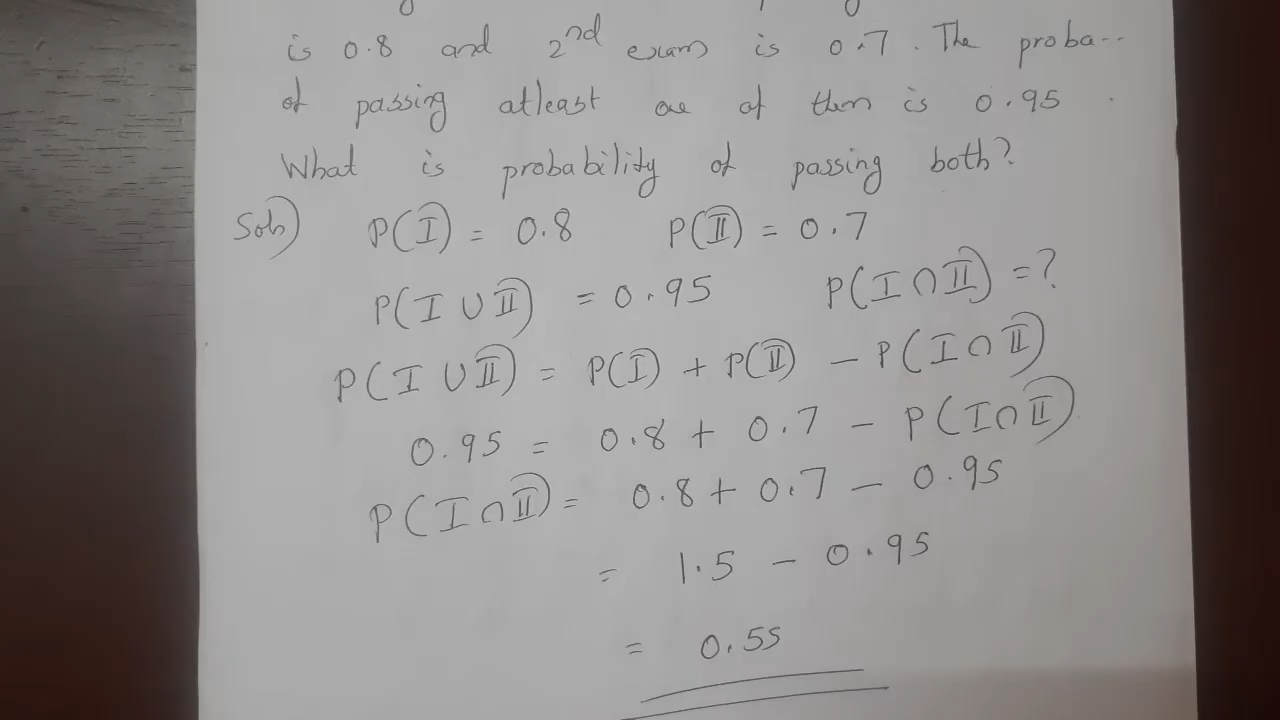 is 0.8 and 2nd exam is 0.7. The proba..
of passing atleast one of them is 0.95.
What is probability of passing both?
Soln) P(I) = 0.8 P(II) = 0.7
P(I ∪ II) = 0.95 P(I ∩ II) = ?
P(I ∪ II) = P(I) + P(II) - P(I ∩ II)
0.95 = 0.8 + 0.7 - P(I ∩ II)
P(I ∩ II) = 0.8 + 0.7 - 0.95
= 1.5 - 0.95
= 0.55